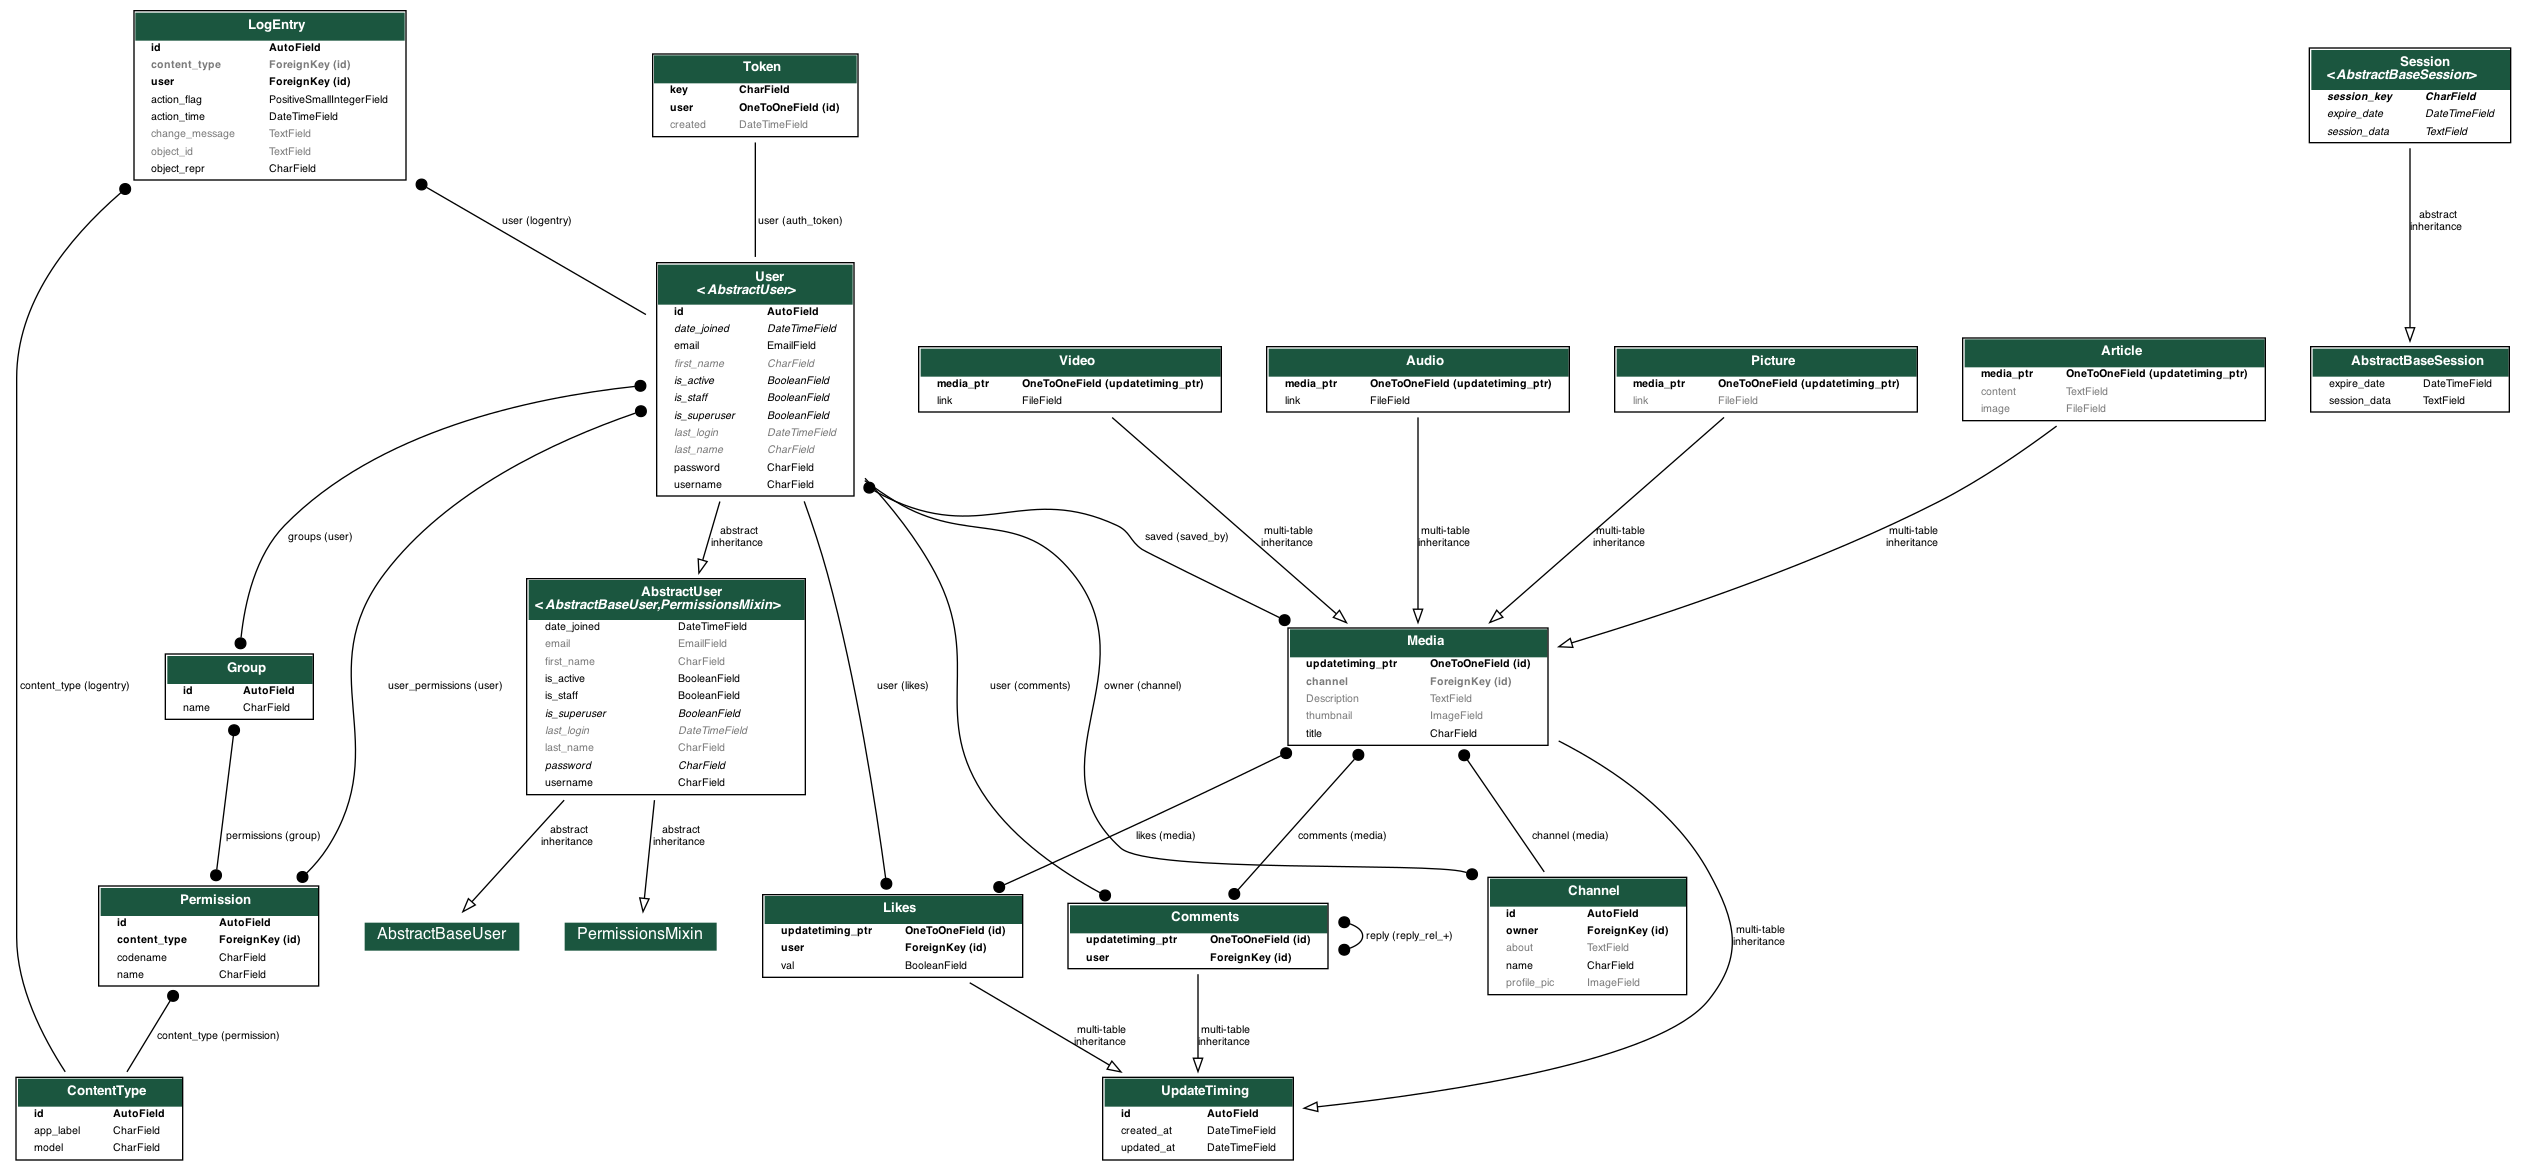 LogEntry
id AutoField
content_type ForeignKey (id)
user ForeignKey (id)
action_flag PositiveSmallIntegerField
action_time DateTimeField
change_message TextField
object_id TextField
object_repr CharField
Token
key CharField
user OneToOneField (id)
created DateTimeField
Session
<AbstractBaseSession>
session_key CharField
expire_date DateTimeField
session_data TextField
user (logentry)
user (auth_token)
abstract
inheritance
User
<AbstractUser>
id AutoField
date_joined DateTimeField
email EmailField
first_name CharField
is_active BooleanField
is_staff BooleanField
is_superuser BooleanField
last_login DateTimeField
last_name CharField
password CharField
username CharField
Video
media_ptr OneToOneField (updatetiming_ptr)
link FileField
Audio
media_ptr OneToOneField (updatetiming_ptr)
link FileField
Picture
media_ptr OneToOneField (updatetiming_ptr)
link FileField
Article
media_ptr OneToOneField (updatetiming_ptr)
content TextField
image FileField
AbstractBaseSession
expire_date DateTimeField
session_data TextField
groups (user)
abstract
inheritance
saved (saved_by)
multi-table
inheritance
multi-table
inheritance
multi-table
inheritance
multi-table
inheritance
AbstractUser
<AbstractBaseUser,PermissionsMixin>
date_joined DateTimeField
email EmailField
first_name CharField
is_active BooleanField
is_staff BooleanField
is_superuser BooleanField
last_login DateTimeField
last_name CharField
password CharField
username CharField
Group
id AutoField
name CharField
Media
updatetiming_ptr OneToOneField (id)
channel ForeignKey (id)
Description TextField
thumbnail ImageField
title CharField
content_type (logentry)
user_permissions (user)
user (likes)
user (comments)
owner (channel)
permissions (group)
abstract
inheritance
abstract
inheritance
likes (media)
comments (media)
channel (media)
Permission
id AutoField
content_type ForeignKey (id)
codename CharField
name CharField
AbstractBaseUser
PermissionsMixin
Likes
updatetiming_ptr OneToOneField (id)
user ForeignKey (id)
val BooleanField
Comments
updatetiming_ptr OneToOneField (id)
user ForeignKey (id)
reply (reply_rel_+)
Channel
id AutoField
owner ForeignKey (id)
about TextField
name CharField
profile_pic ImageField
multi-table
inheritance
content_type (permission)
multi-table
inheritance
multi-table
inheritance
ContentType
id AutoField
app_label CharField
model CharField
UpdateTiming
id AutoField
created_at DateTimeField
updated_at DateTimeField